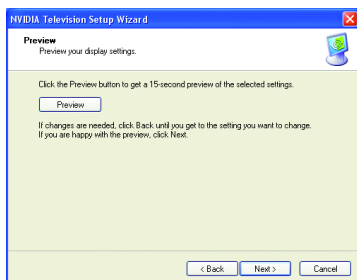 NVIDIA Television Setup Wizard
Preview
Preview your display settings.
Click the Preview button to get a 15-second preview of the selected settings.
Preview
If changes are needed, click Back until you get to the setting you want to change.
If you are happy with the preview, click Next.
< Back
Next >
Cancel